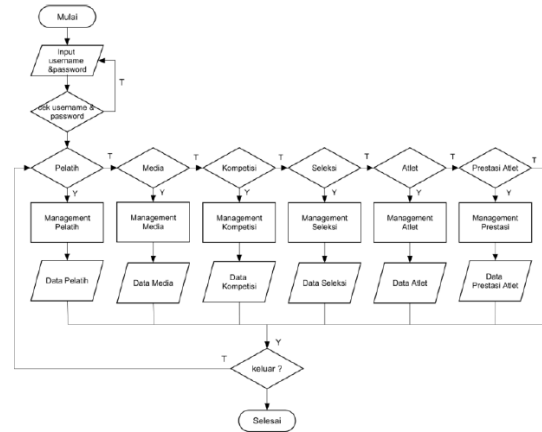 Mulai
Input
username
&password
T
cek username &
password
Pelatih
T
Media
T
Kompetisi
T
Seleksi
T
Atlet
T
Prestasi Atlet
T
Y
Y
Y
Y
Y
Y
Management
Pelatih
Management
Media
Management
Kompetisi
Management
Seleksi
Management
Atlet
Management
Prestasi
Data Pelatih
Data Media
Data
Kompetisi
Data Seleksi
Data Atlet
Data
Prestasi Atlet
Y
T
keluar ?
Selesai